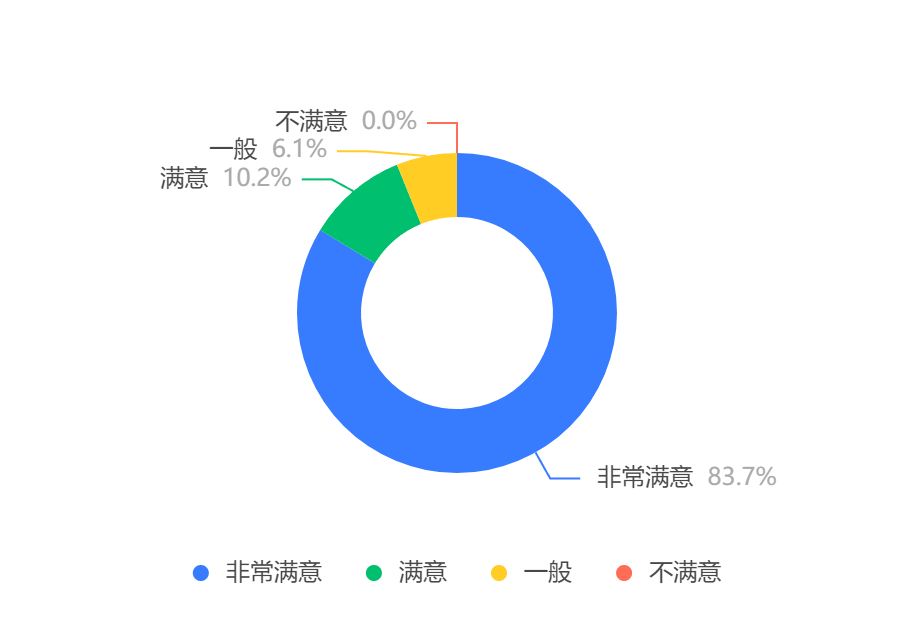 不满意 0.0%
一般 6.1%
满意 10.2%
非常满意 83.7%
非常满意 满意 一般 不满意